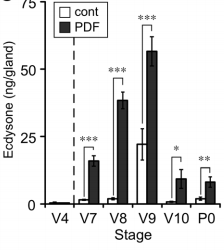 75
50
25
0
Ecdysone (ng/gland)
cont
PDF
***
***
***
*
**
V4 V7 V8 V9 V10 P0
Stage